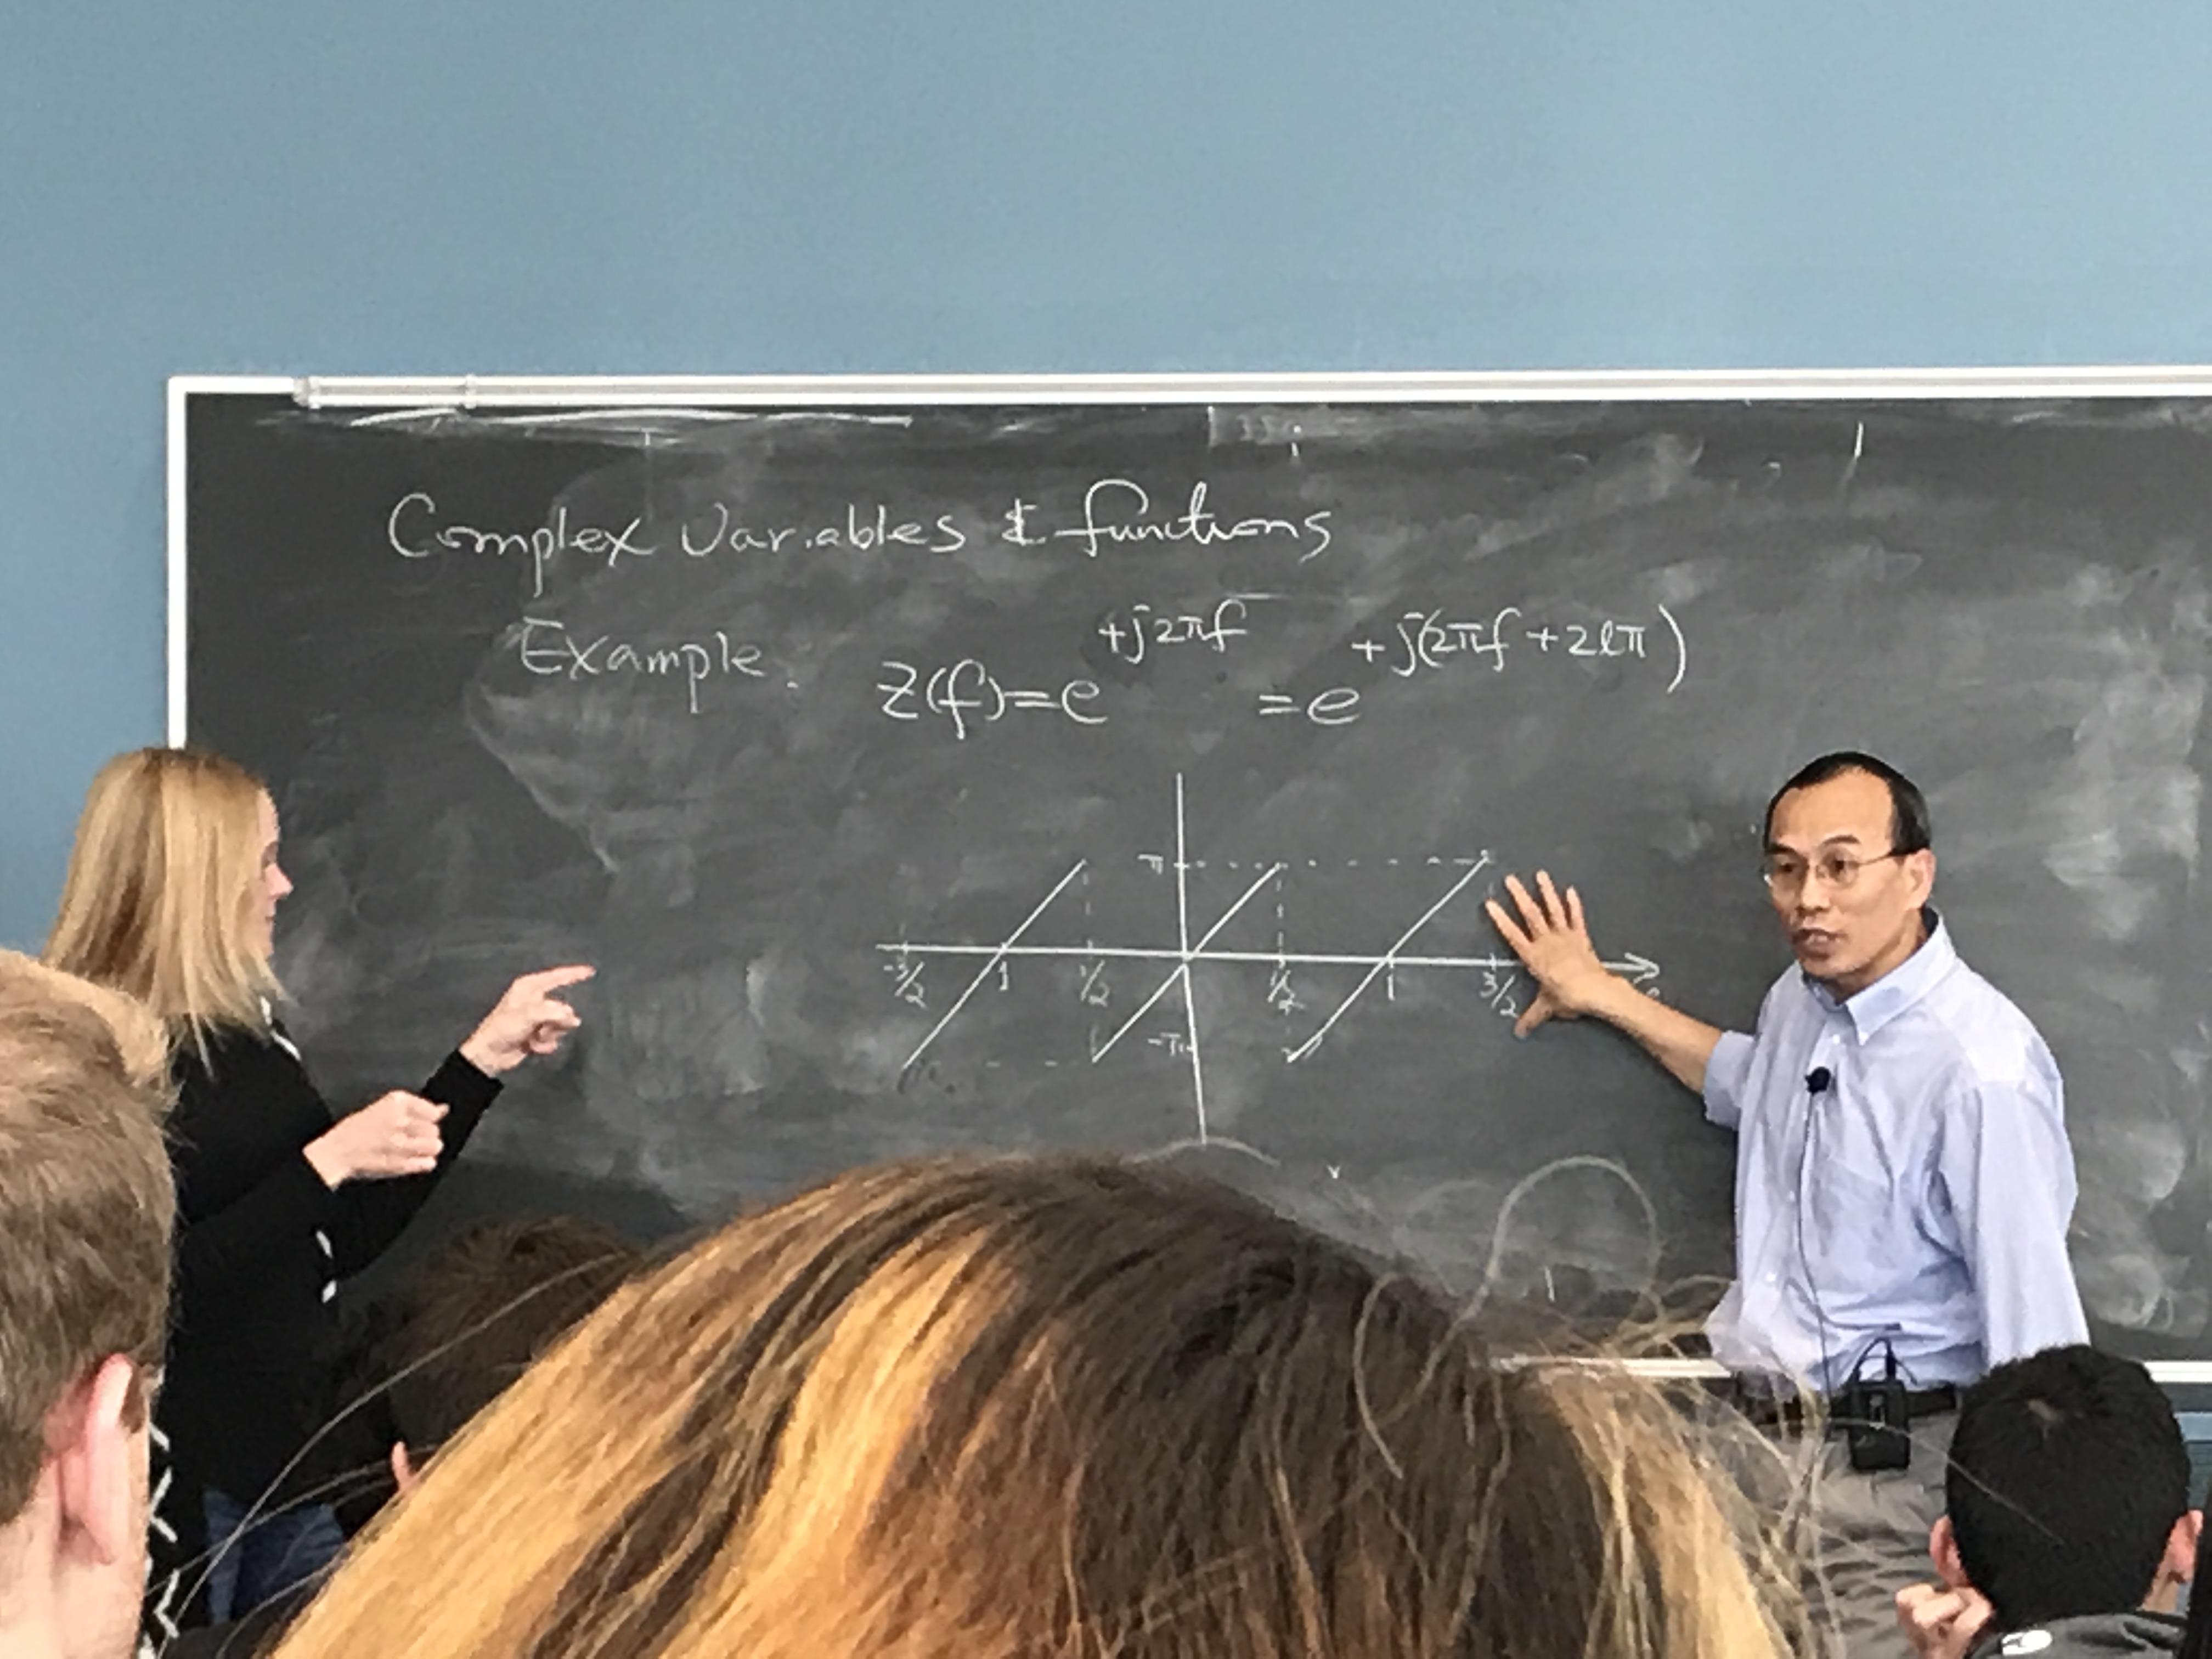 Complex Variables & functions
Example. Z(f)=e^{+j2πf} =e^{+j(2πf+2lπ)}
π
-3/2 1 1/2 1/2 1 3/2
-π